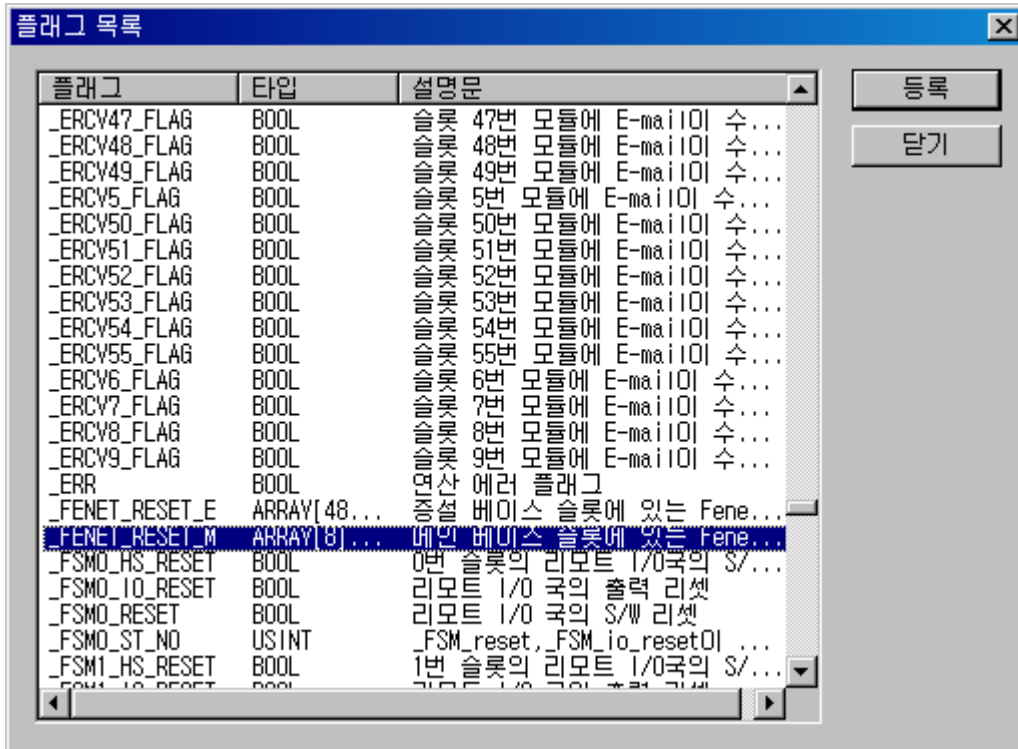 플래그 목록
플래그 타입 설명문
등록
닫기
_ERCV47_FLAG BOOL 슬롯 47번 모듈에 E-mail이 수...
_ERCV48_FLAG BOOL 슬롯 48번 모듈에 E-mail이 수...
_ERCV49_FLAG BOOL 슬롯 49번 모듈에 E-mail이 수...
_ERCV5_FLAG BOOL 슬롯 5번 모듈에 E-mail이 수...
_ERCV50_FLAG BOOL 슬롯 50번 모듈에 E-mail이 수...
_ERCV51_FLAG BOOL 슬롯 51번 모듈에 E-mail이 수...
_ERCV52_FLAG BOOL 슬롯 52번 모듈에 E-mail이 수...
_ERCV53_FLAG BOOL 슬롯 53번 모듈에 E-mail이 수...
_ERCV54_FLAG BOOL 슬롯 54번 모듈에 E-mail이 수...
_ERCV55_FLAG BOOL 슬롯 55번 모듈에 E-mail이 수...
_ERCV6_FLAG BOOL 슬롯 6번 모듈에 E-mail이 수...
_ERCV7_FLAG BOOL 슬롯 7번 모듈에 E-mail이 수...
_ERCV8_FLAG BOOL 슬롯 8번 모듈에 E-mail이 수...
_ERCV9_FLAG BOOL 슬롯 9번 모듈에 E-mail이 수...
_ERR BOOL 연산 에러 플래그
_FENET_RESET_E ARRAY[48... 증설 베이스 슬롯에 있는 Fene...
_FENET_RESET_M ARRAY[8]... 메인 베이스 슬롯에 있는 Fene...
_FSM0_HS_RESET BOOL 0번 슬롯의 리모트 I/O국의 S/...
_FSM0_IO_RESET BOOL 리모트 I/O 국의 출력 리셋
_FSM0_RESET BOOL 리모트 I/O 국의 S/W 리셋
_FSM0_ST_NO USINT _FSM_reset,_FSM_io_reset이 ...
_FSM1_HS_RESET BOOL 1번 슬롯의 리모트 I/O국의 S/...
_FSM1_IO_RESET BOOL 리모트 I/O 국의 출력 리셋